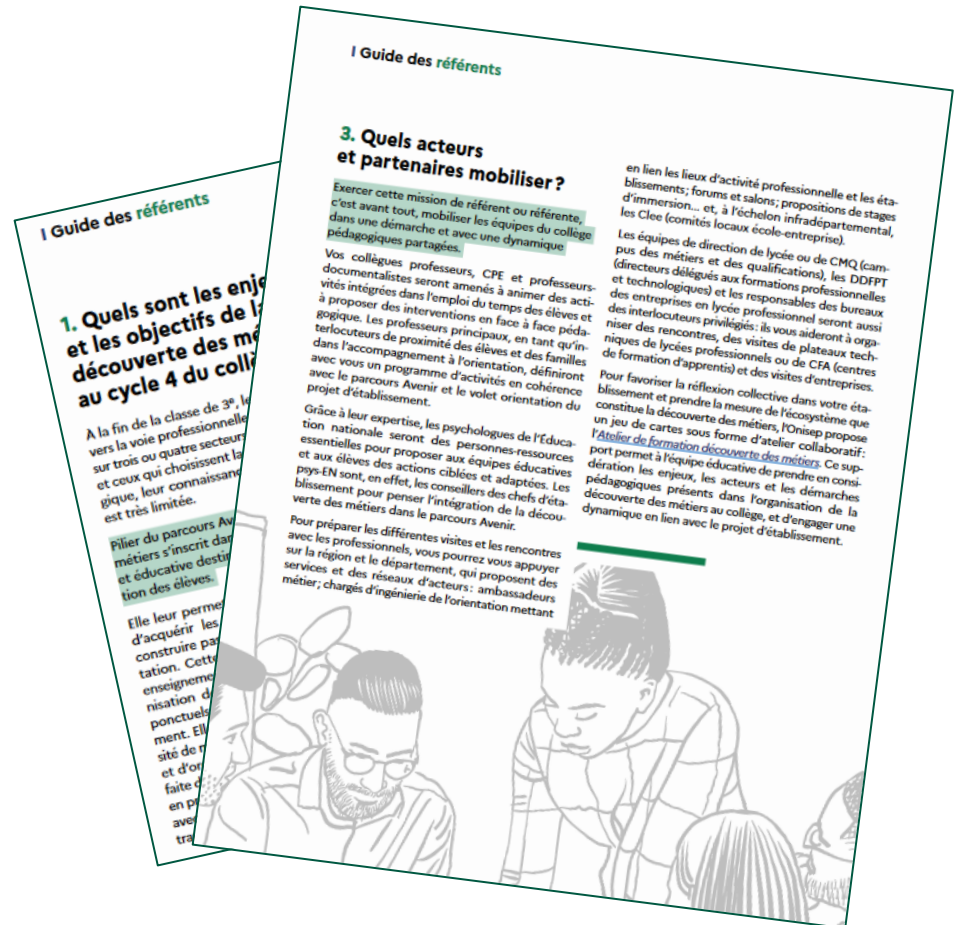 I Guide des référents
1. Quels sont les
et les objectifs de
découverte des
au cycle 4 du
À la fin de la classe de 3e,
vers la voie professionnelle
sur trois ou quatre secteurs
et ceux qui choisissent la
gique, leur connaissance
est très limitée.
Pilier du parcours
métiers s'inscrit
et éducative
tion des élèves.
Elle leur
d'acquérir les
construire
tation. Cette
nisation
ponctuels
ment.
sité de
et
faite
en
I Guide des référents
3. Quels acteurs
et partenaires mobiliser ?
Exercer cette mission de référent ou référente,
c'est avant tout, mobiliser les équipes du collège
dans une démarche et avec une dynamique
pédagogiques partagées.
Vos collègues professeurs, CPE et professeurs-
documentalistes seront amenés à animer des acti-
vités intégrées dans l'emploi du temps des élèves et
à proposer des interventions en face à face péda-
gogique. Les professeurs principaux, en tant qu'in-
terlocuteurs de proximité des élèves et des familles
dans l'accompagnement à l'orientation, définiront
avec vous un programme d'activités en cohérence
avec le parcours Avenir et le volet orientation du
projet d'établissement.
Grâce à leur expertise, les psychologues de l'Éduca-
tion nationale seront des personnes-ressources
essentielles pour proposer aux équipes éducatives
et aux élèves des actions ciblées et adaptées. Les
psys-EN sont, en effet, les conseillers des chefs d'éta-
blissement pour penser l'intégration de la décou-
verte des métiers dans le parcours Avenir.
Pour préparer les différentes visites et les rencontres
avec les professionnels, vous pourrez vous appuyer
sur la région et le département, qui proposent des
services et des réseaux d'acteurs : ambassadeurs
métier ; chargés d'ingénierie de l'orientation mettant
en lien les lieux d'activité professionnelle et les éta-
blissements ; forums et salons ; propositions de stages
d'immersion... et, à l'échelon infradépartemental,
les Clee (comités locaux école-entreprise).
Les équipes de direction de lycée ou de CMQ (cam-
pus des métiers et des qualifications), les DDFPT
(directeurs délégués aux formations professionnelles
et technologiques) et les responsables des bureaux
des entreprises en lycée professionnel seront aussi
des interlocuteurs privilégiés : ils vous aideront à orga-
niser des rencontres, des visites de plateaux tech-
niques de lycées professionnels ou de CFA (centres
de formation d'apprentis) et des visites d'entreprises.
Pour favoriser la réflexion collective dans votre éta-
blissement et prendre la mesure de l'écosystème que
constitue la découverte des métiers, l'Onisep propose
un jeu de cartes sous forme d'atelier collaboratif :
l'Atelier de formation découverte des métiers. Ce sup-
port permet à l'équipe éducative de prendre en consi-
dération les enjeux, les acteurs et les démarches
pédagogiques présents dans l'organisation de la
découverte des métiers au collège, et d'engager une
dynamique en lien avec le projet d'établissement.